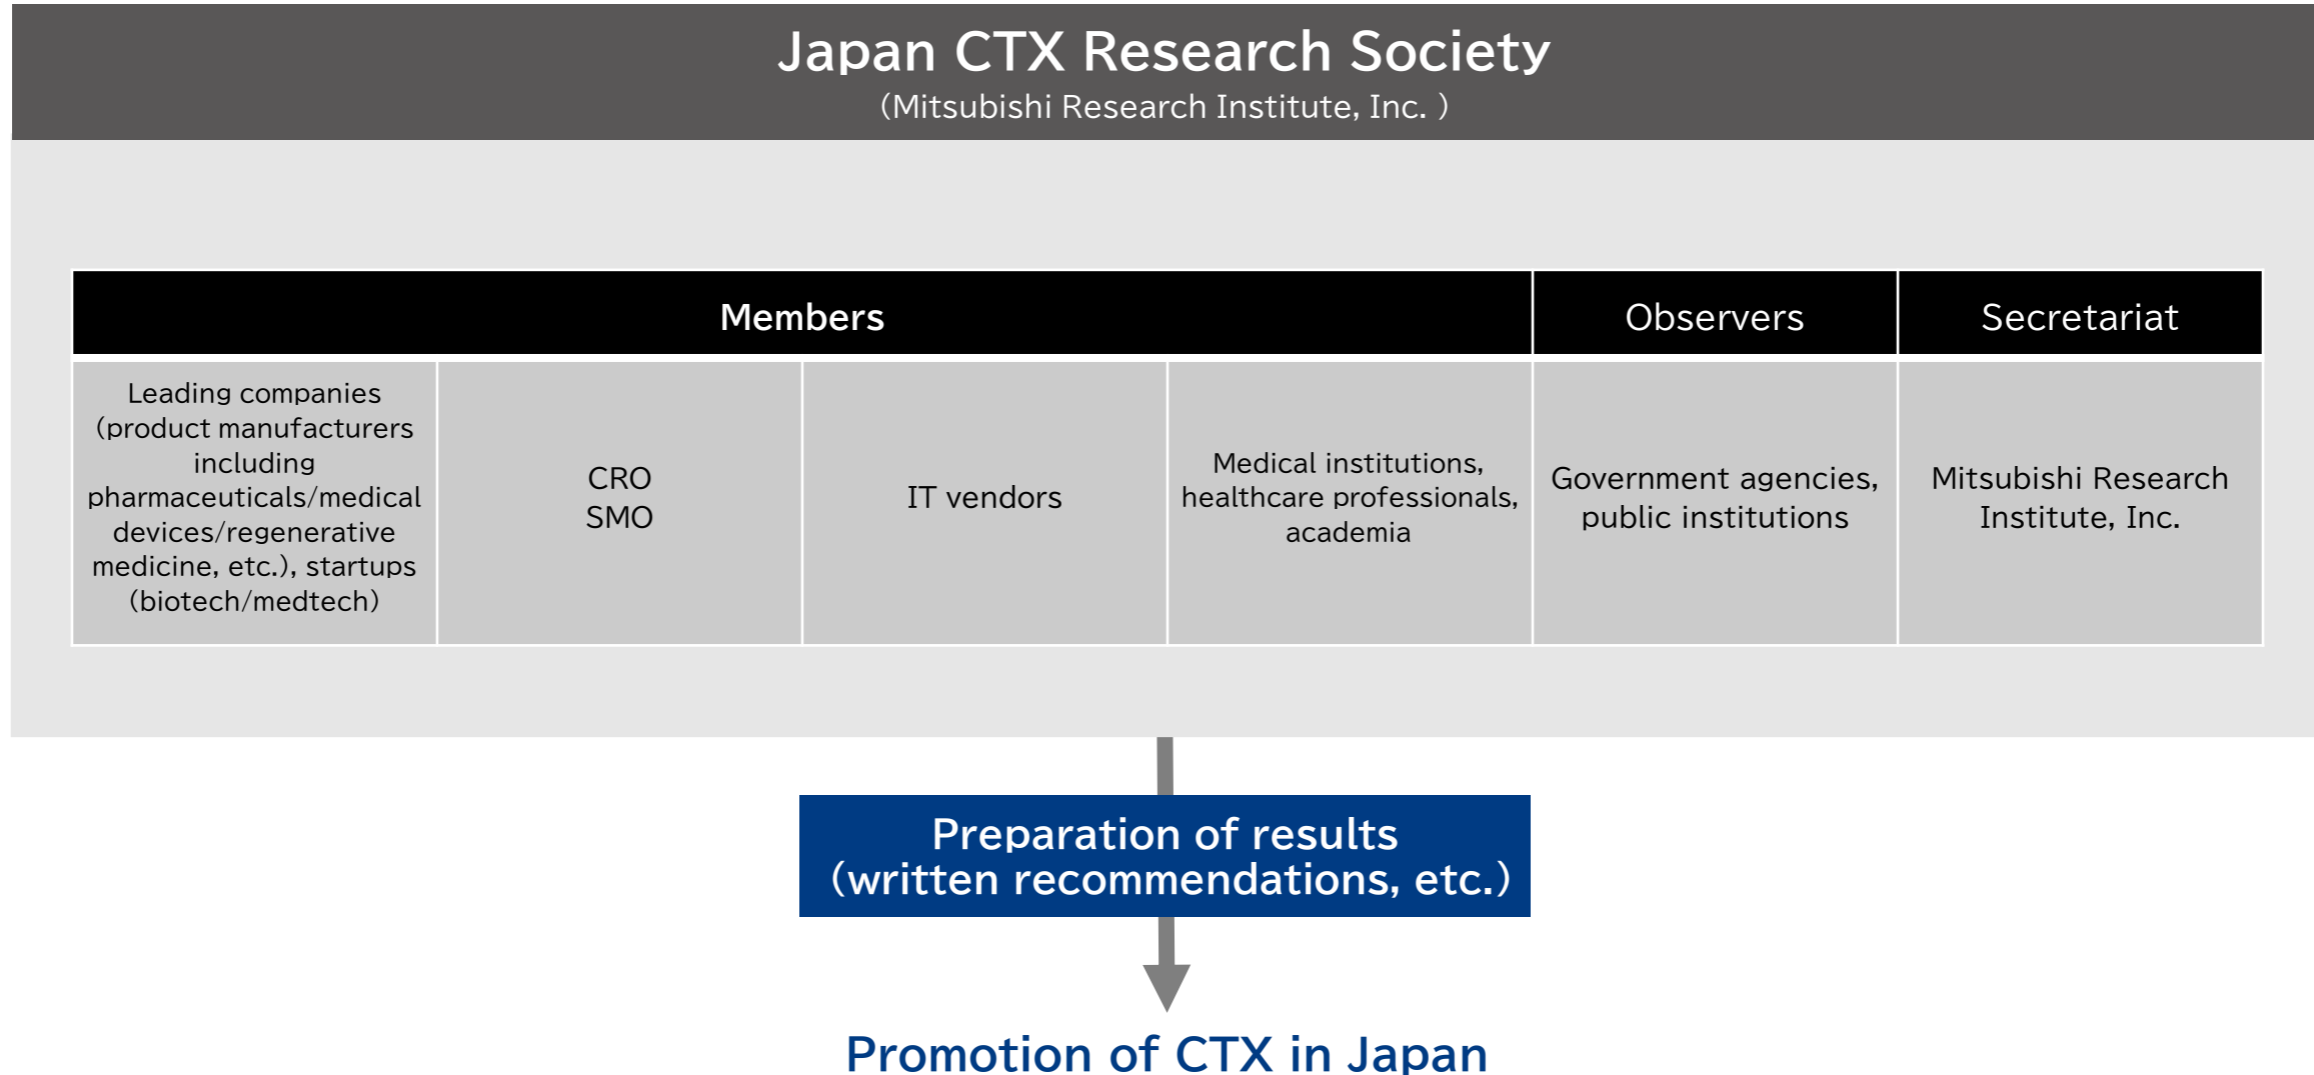 Japan CTX Research Society
(Mitsubishi Research Institute, Inc. )
Members
Observers
Secretariat
Leading companies
(product manufacturers
including
pharmaceuticals/medical
devices/regenerative
medicine, etc.), startups
(biotech/medtech)
CRO
SMO
IT vendors
Medical institutions,
healthcare professionals,
academia
Government agencies,
public institutions
Mitsubishi Research
Institute, Inc.
Preparation of results
(written recommendations, etc.)
Promotion of CTX in Japan